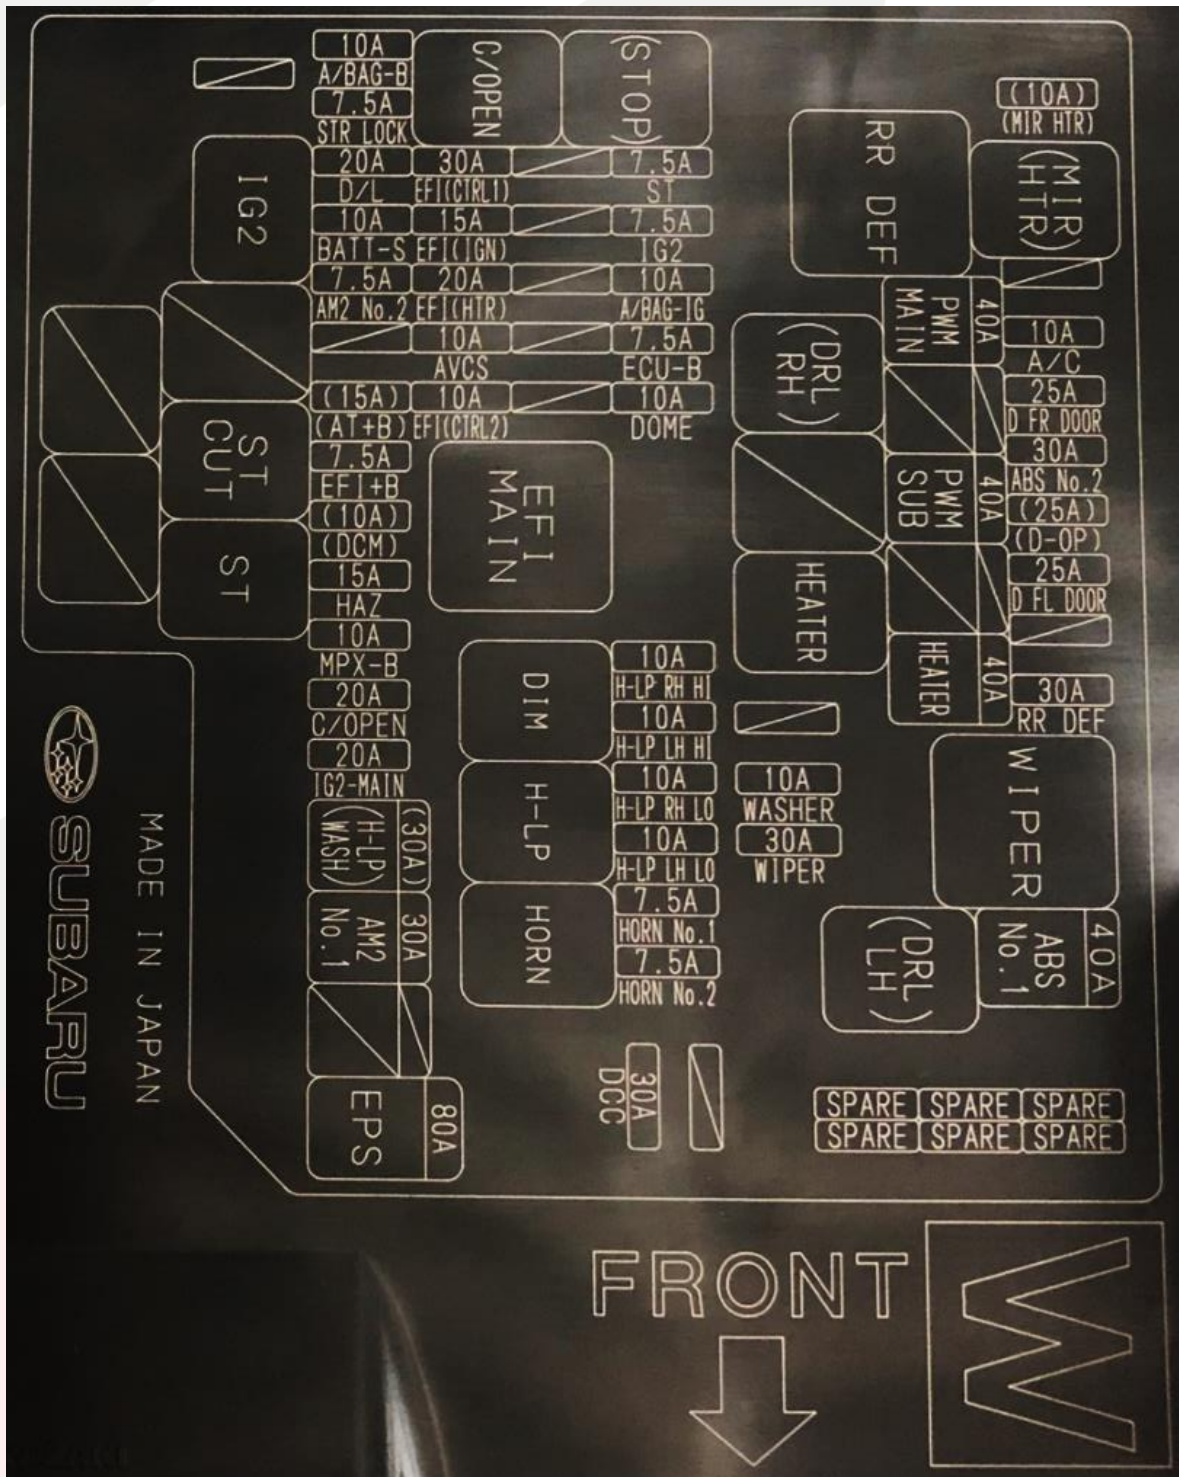 10A
A/BAG-B
7.5A
STR LOCK
20A
D/L
10A
BATT-S
7.5A
AM2 No.2
(15A)
(AT+B)
7.5A
EFI+B
(10A)
(DCM)
15A
HAZ
10A
MPX-B
20A
C/OPEN
20A
IG2-MAIN
(30A)
(H-LP)
WASH)
30A
AM2
No.1
80A
EPS
IG2
ST
CUT
ST
C/OPEN
(STOP)
30A
EFI(CTRL1)
15A
EFI(IGN)
20A
EFI(HTR)
10A
AVCS
10A
EFI(CTRL2)
7.5A
ST
7.5A
IG2
10A
A/BAG-IG
7.5A
ECU-B
10A
DOME
EFI
MAIN
DIM
H-LP
HORN
10A
H-LP RH HI
10A
H-LP LH HI
10A
H-LP RH LO
10A
H-LP LH LO
7.5A
HORN No.1
7.5A
HORN No.2
30A
DCC
10A
WASHER
30A
WIPER
RR DEF
(10A)
(MIR HTR)
(MIR)
(HTR)
40A
PWM
MAIN
(DRL)
RH)
40A
PWM
SUB
HEATER
40A
HEATER
10A
A/C
25A
D FR DOOR
30A
ABS No.2
(25A)
(D-OP)
25A
D FL DOOR
30A
RR DEF
WIPER
40A
ABS
No.1
(DRL)
LH)
SPARE SPARE SPARE
SPARE SPARE SPARE
SUBARU
MADE IN JAPAN
FRONT
W